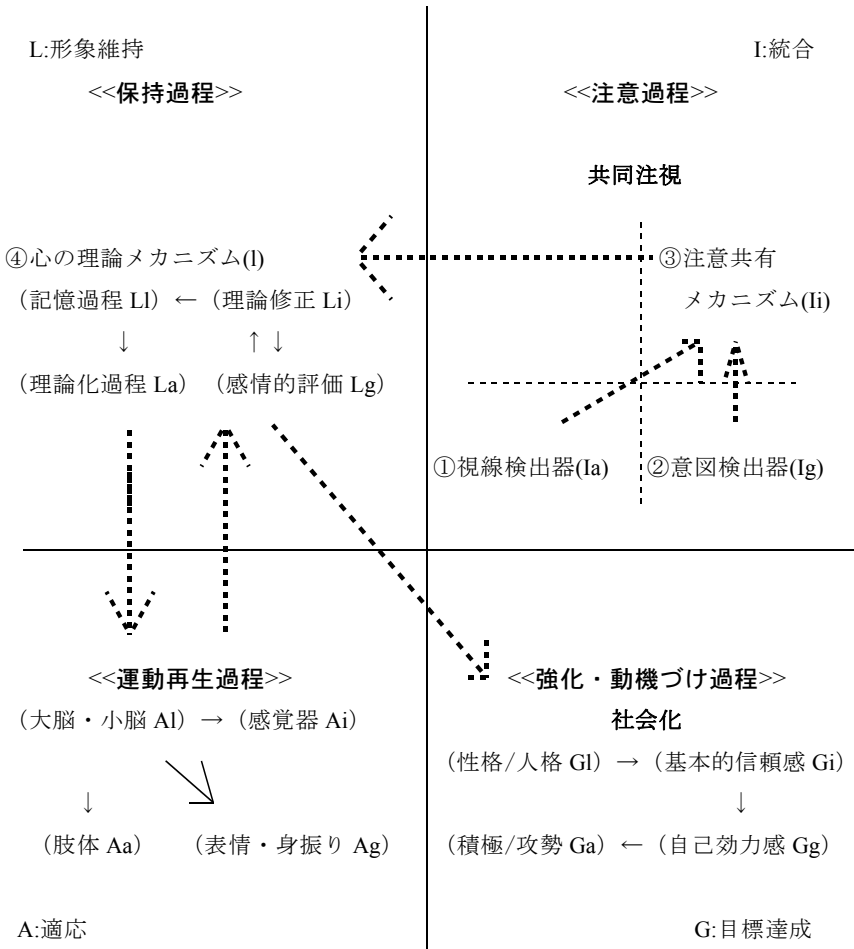 L:形象維持
I:統合
<<保持過程>>
<<注意過程>>
共同注視
④心の理論メカニズム(l)
③注意共有
(記憶過程 Ll) ← (理論修正 Li)
メカニズム(Ii)
↓ ↑ ↓
(理論化過程 La) (感情的評価 Lg)
①視線検出器(Ia)
②意図検出器(Ig)
<<運動再生過程>>
<<強化・動機づけ過程>>
(大脳・小脳 Al) → (感覚器 Ai)
社会化
(性格/人格 Gl) → (基本的信頼感 Gi)
↓
↓
(肢体 Aa) (表情・身振り Ag)
(積極/攻勢 Ga) ← (自己効力感 Gg)
A:適応
G:目標達成